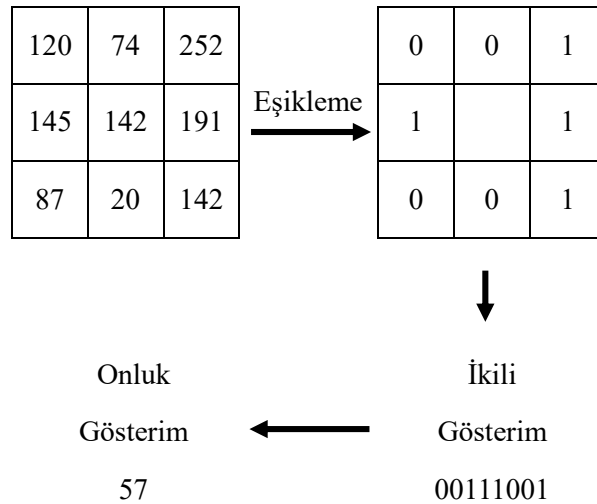 120 74 252
145 142 191
87 20 142
Eşikleme
0 0 1
1 1
0 0 1
İkili
Gösterim
00111001
Onluk
Gösterim
57